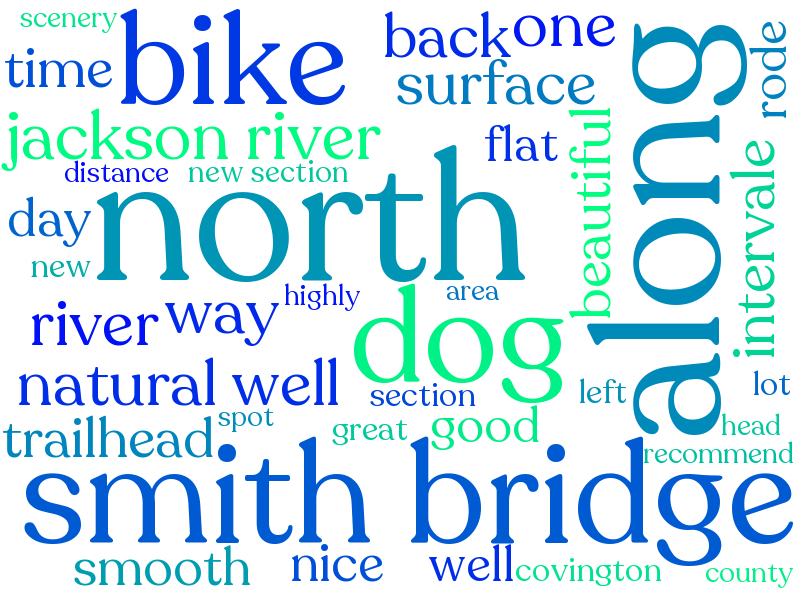 scenery
bike
back
one
time
surface
along
rode
jackson river
flat
beautiful
intervale
distance
new section
north
day
new
highly
area
dog
river
way
natural well
section
left
lot
trailhead
spot
great
good
head
recommend
smith bridge
smooth
nice
well
covington
county